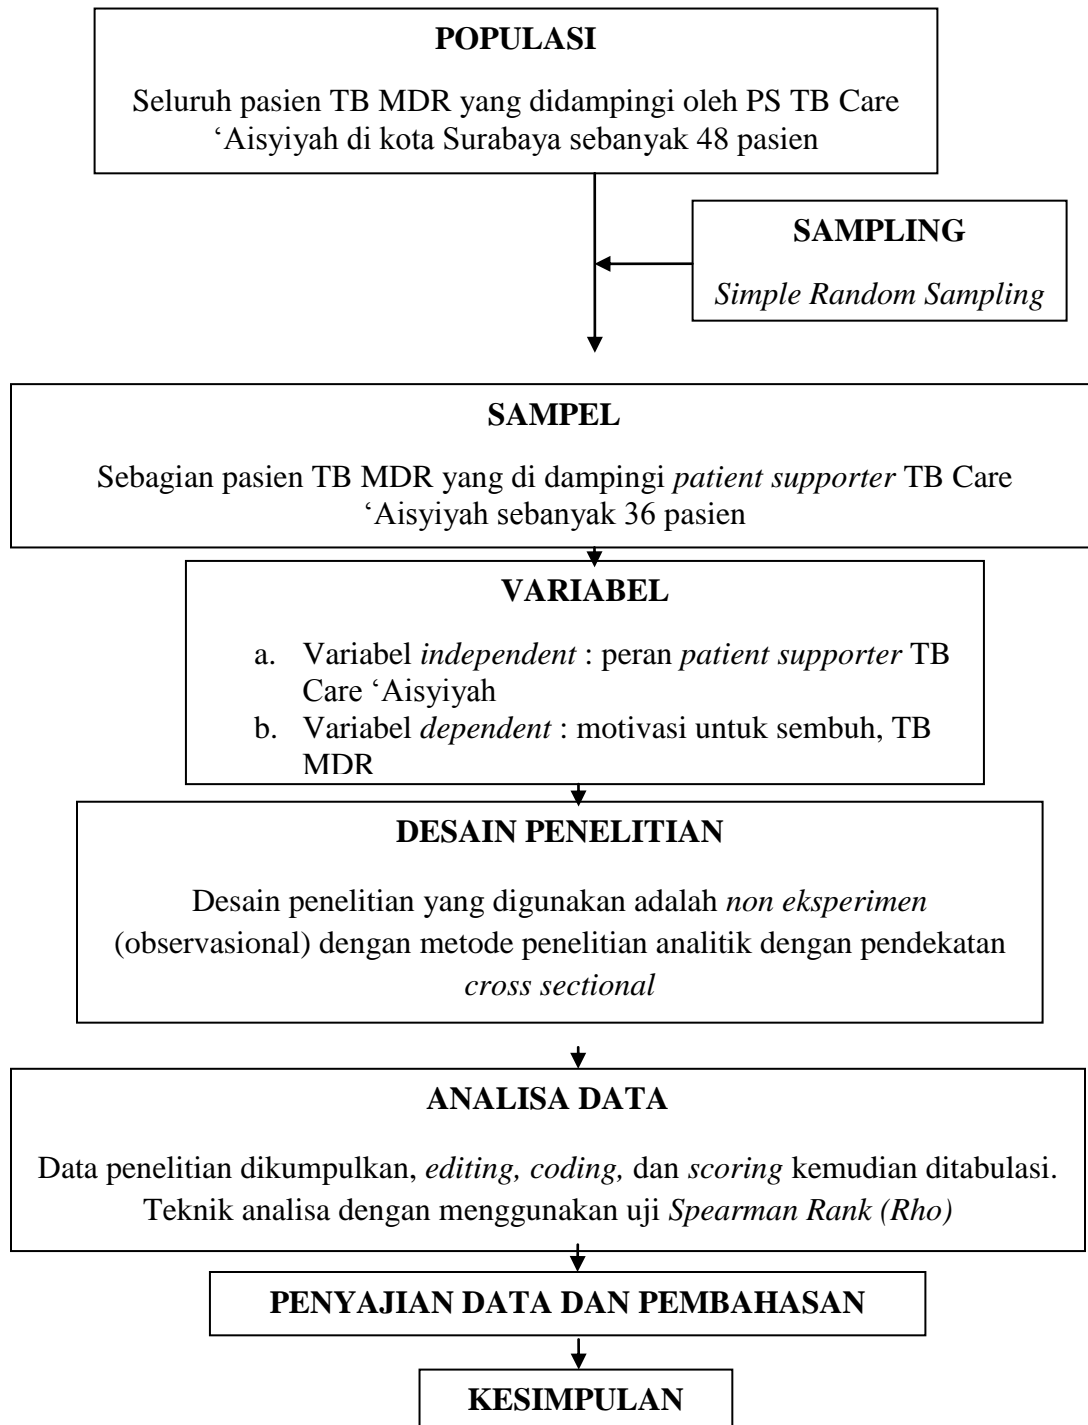 POPULASI
Seluruh pasien TB MDR yang didampingi oleh PS TB Care
‘Aisyiyah di kota Surabaya sebanyak 48 pasien
SAMPLING
Simple Random Sampling
SAMPEL
Sebagian pasien TB MDR yang di dampingi patient supporter TB Care
‘Aisyiyah sebanyak 36 pasien
VARIABEL
a. Variabel independent : peran patient supporter TB
Care ‘Aisyiyah
b. Variabel dependent : motivasi untuk sembuh, TB
MDR
DESAIN PENELITIAN
Desain penelitian yang digunakan adalah non eksperimen
(observasional) dengan metode penelitian analitik dengan pendekatan
cross sectional
ANALISA DATA
Data penelitian dikumpulkan, editing, coding, dan scoring kemudian ditabulasi.
Teknik analisa dengan menggunakan uji Spearman Rank (Rho)
PENYAJIAN DATA DAN PEMBAHASAN
KESIMPULAN